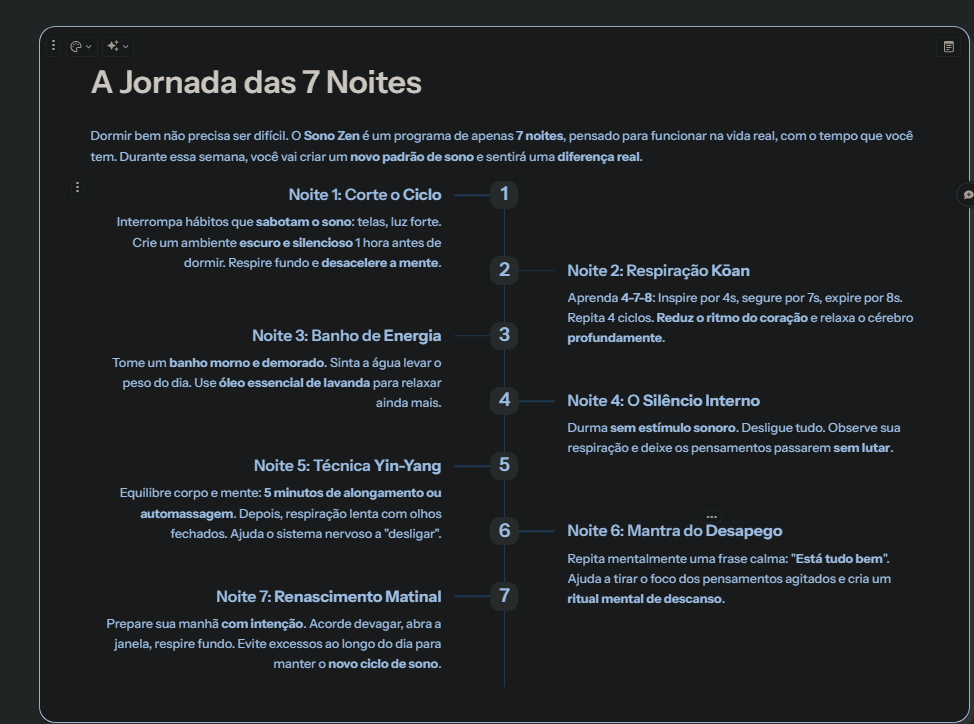 A Jornada das 7 Noites
Dormir bem não precisa ser difícil. O Sono Zen é um programa de apenas 7 noites, pensado para funcionar na vida real, com o tempo que você
tem. Durante essa semana, você vai criar um novo padrão de sono e sentirá uma diferença real.
Noite 1: Corte o Ciclo
1
Interrompa hábitos que sabotam o sono: telas, luz forte.
Crie um ambiente escuro e silencioso 1 hora antes de
dormir. Respire fundo e desacelere a mente.
2
Noite 2: Respiração Kōan
Aprenda 4-7-8: Inspire por 4s, segure por 7s, expire por 8s.
Repita 4 ciclos. Reduz o ritmo do coração e relaxa o cérebro
profundamente.
Noite 3: Banho de Energia
3
Tome um banho morno e demorado. Sinta a água levar o
peso do dia. Use óleo essencial de lavanda para relaxar
ainda mais.
4
Noite 4: O Silêncio Interno
Durma sem estímulo sonoro. Desligue tudo. Observe sua
respiração e deixe os pensamentos passarem sem lutar.
Noite 5: Técnica Yin-Yang
5
Equilibre corpo e mente: 5 minutos de alongamento ou
automassagem. Depois, respiração lenta com olhos
fechados. Ajuda o sistema nervoso a "desligar".
6
Noite 6: Mantra do Desapego
Repita mentalmente uma frase calma: "Está tudo bem".
Ajuda a tirar o foco dos pensamentos agitados e cria um
ritual mental de descanso.
Noite 7: Renascimento Matinal
7
Prepare sua manhã com intenção. Acorde devagar, abra a
janela, respire fundo. Evite excessos ao longo do dia para
manter o novo ciclo de sono.